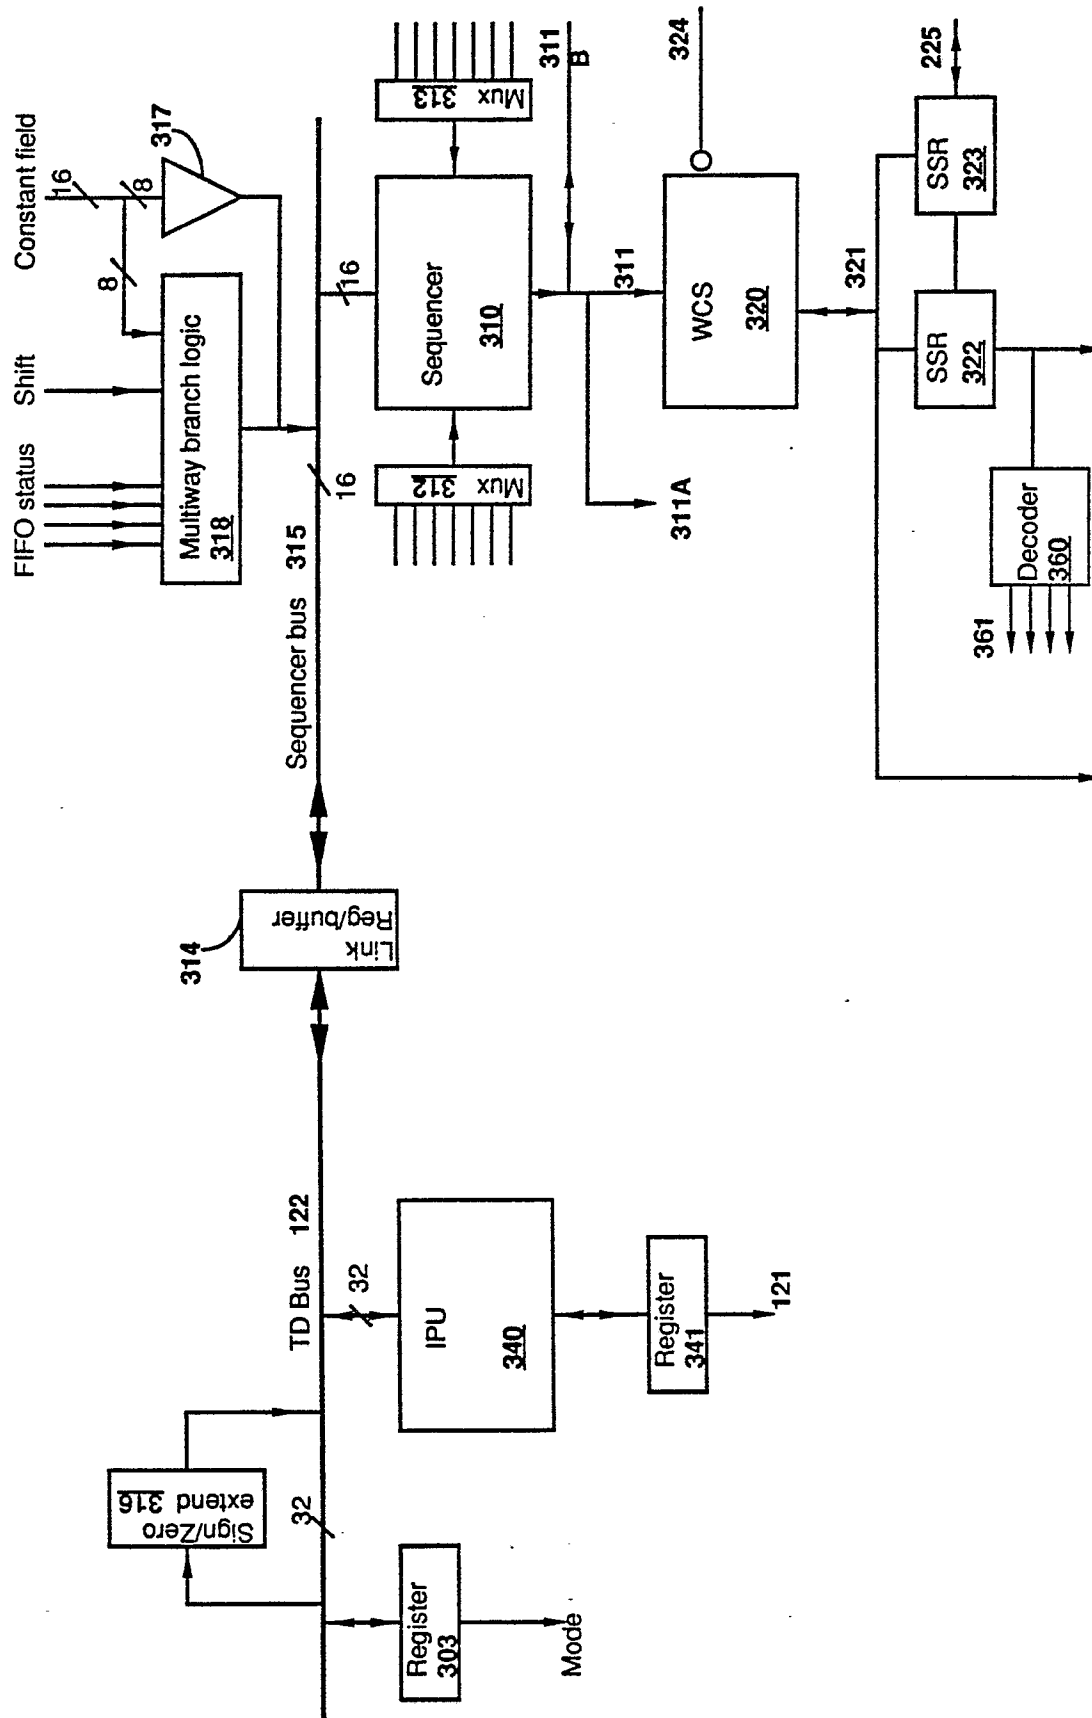 FIFO status
Shift
Constant field
16
8
8
317
Multiway branch logic
318
Sequencer bus 315
16
16
Mux
312
Sequencer
310
313
Mux
311
B
311
311A
WCS
320
324
321
SSR
322
SSR
323
225
Decoder
360
361
314
Link
Reg/buffer
TD Bus 122
32
IPU
340
Register
341
121
Sign/Zero
extend 316
32
Register
303
Mode